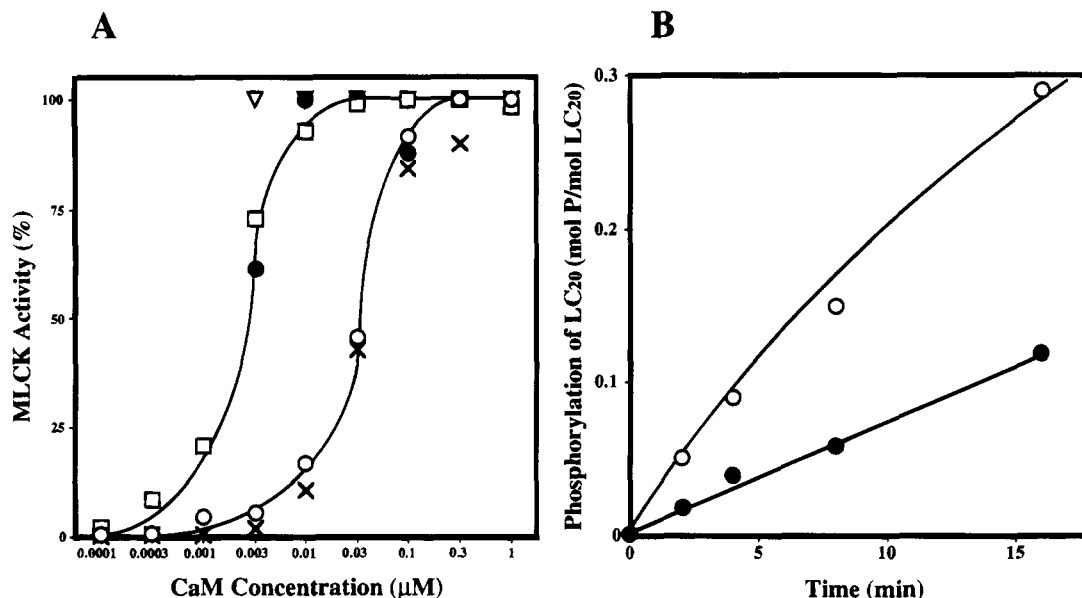 A
MLCK Activity (%)
100
75
50
25
0
0.0001 0.0003 0.001 0.003 0.01 0.03 0.1 0.3 1
CaM Concentration (μM)
B
Phosphorylation of LC20 (mol P/mol LC20)
0.3
0.2
0.1
0
0 5 10 15
Time (min)